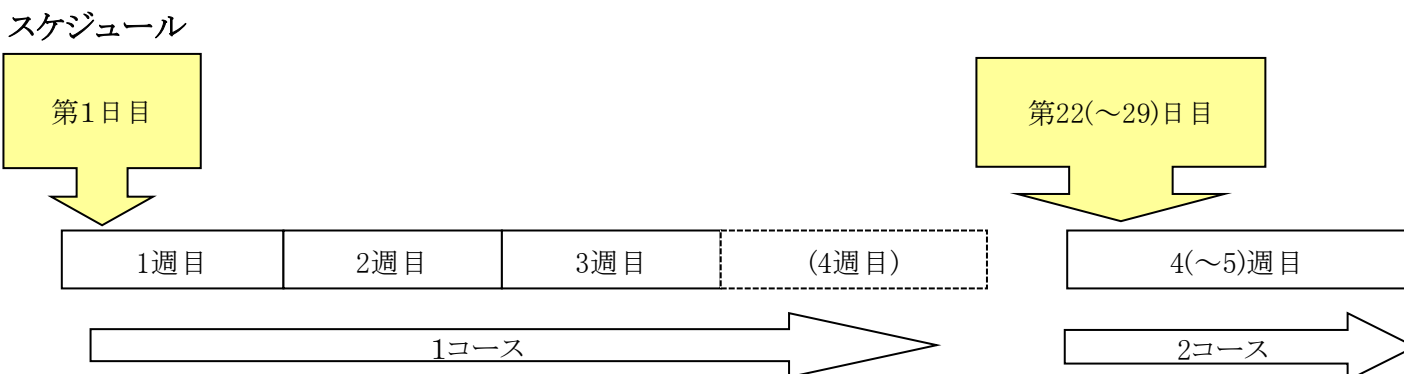 スケジュール
第1日目
第22(～29)日目
1週目
2週目
3週目
(4週目)
4(～5)週目
1コース
2コース